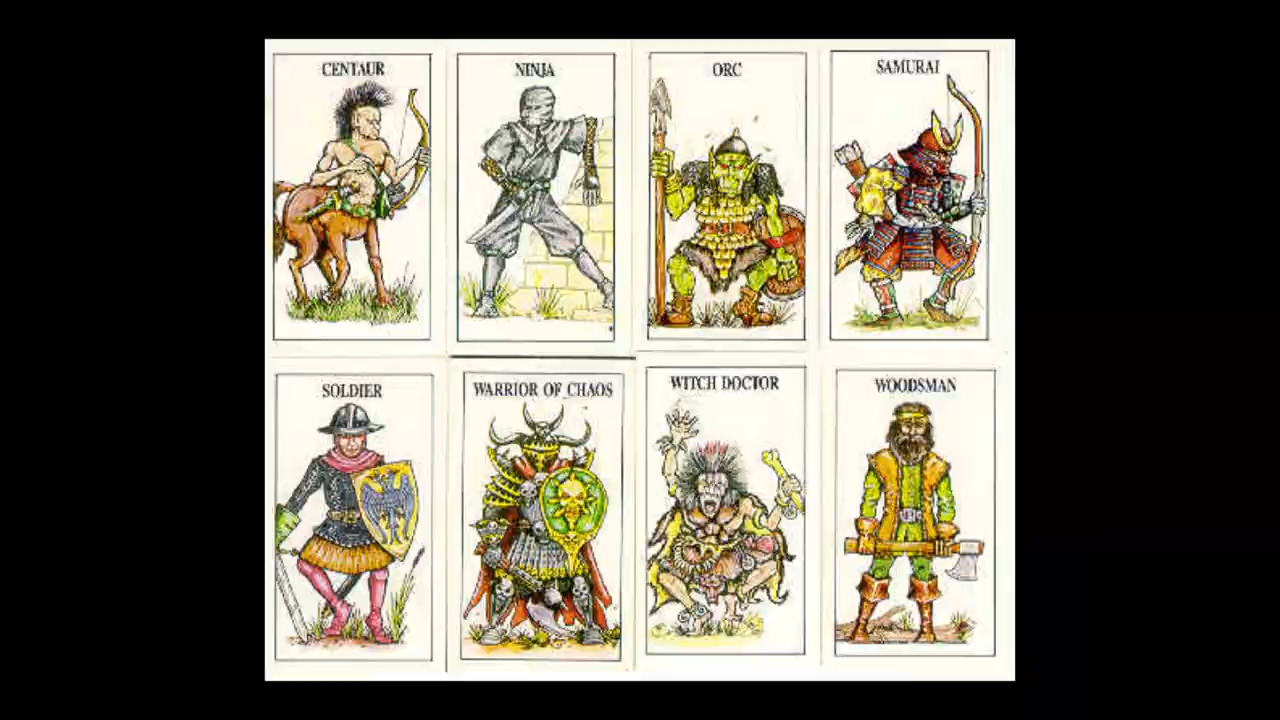 CENTAUR
NINJA
ORC
SAMURAI
SOLDIER
WARRIOR OF CHAOS
WITCH DOCTOR
WOODSMAN